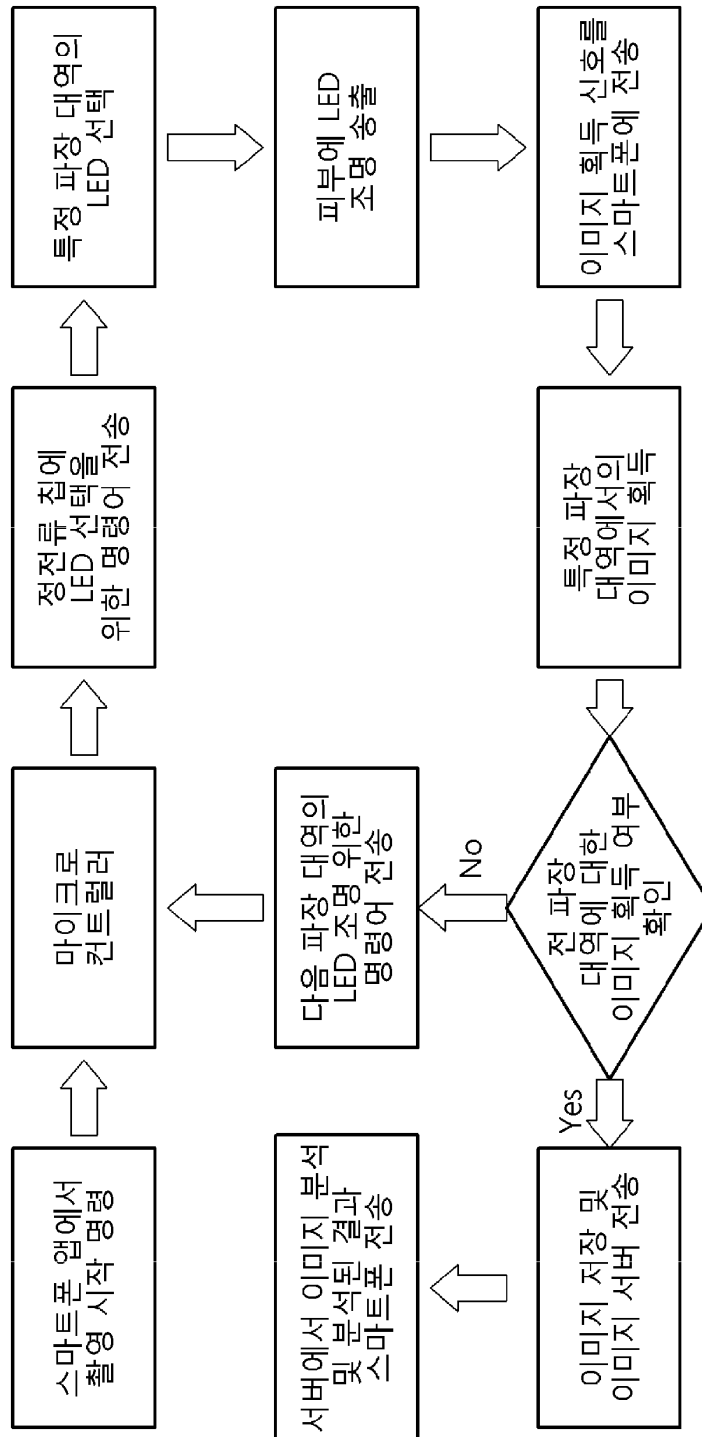 스마트폰 앱에서
촬영 시작 명령
마이크로
컨트럴러
정전류 칩에
LED 선택을
위한 명령어 전송
특정 파장 대역의
LED 선택
피부에 LED
조명 송출
이미지 획득 신호를
스마트폰에 전송
특정 파장
대역에서의
이미지 획득
전 파장
대역에 대한
이미지 획득 여부
확인
No
다음 파장 대역의
LED 조명 위한
명령어 전송
Yes
이미지 저장 및
이미지 서버 전송
서버에서 이미지 분석
및 분석된 결과
스마트폰 전송